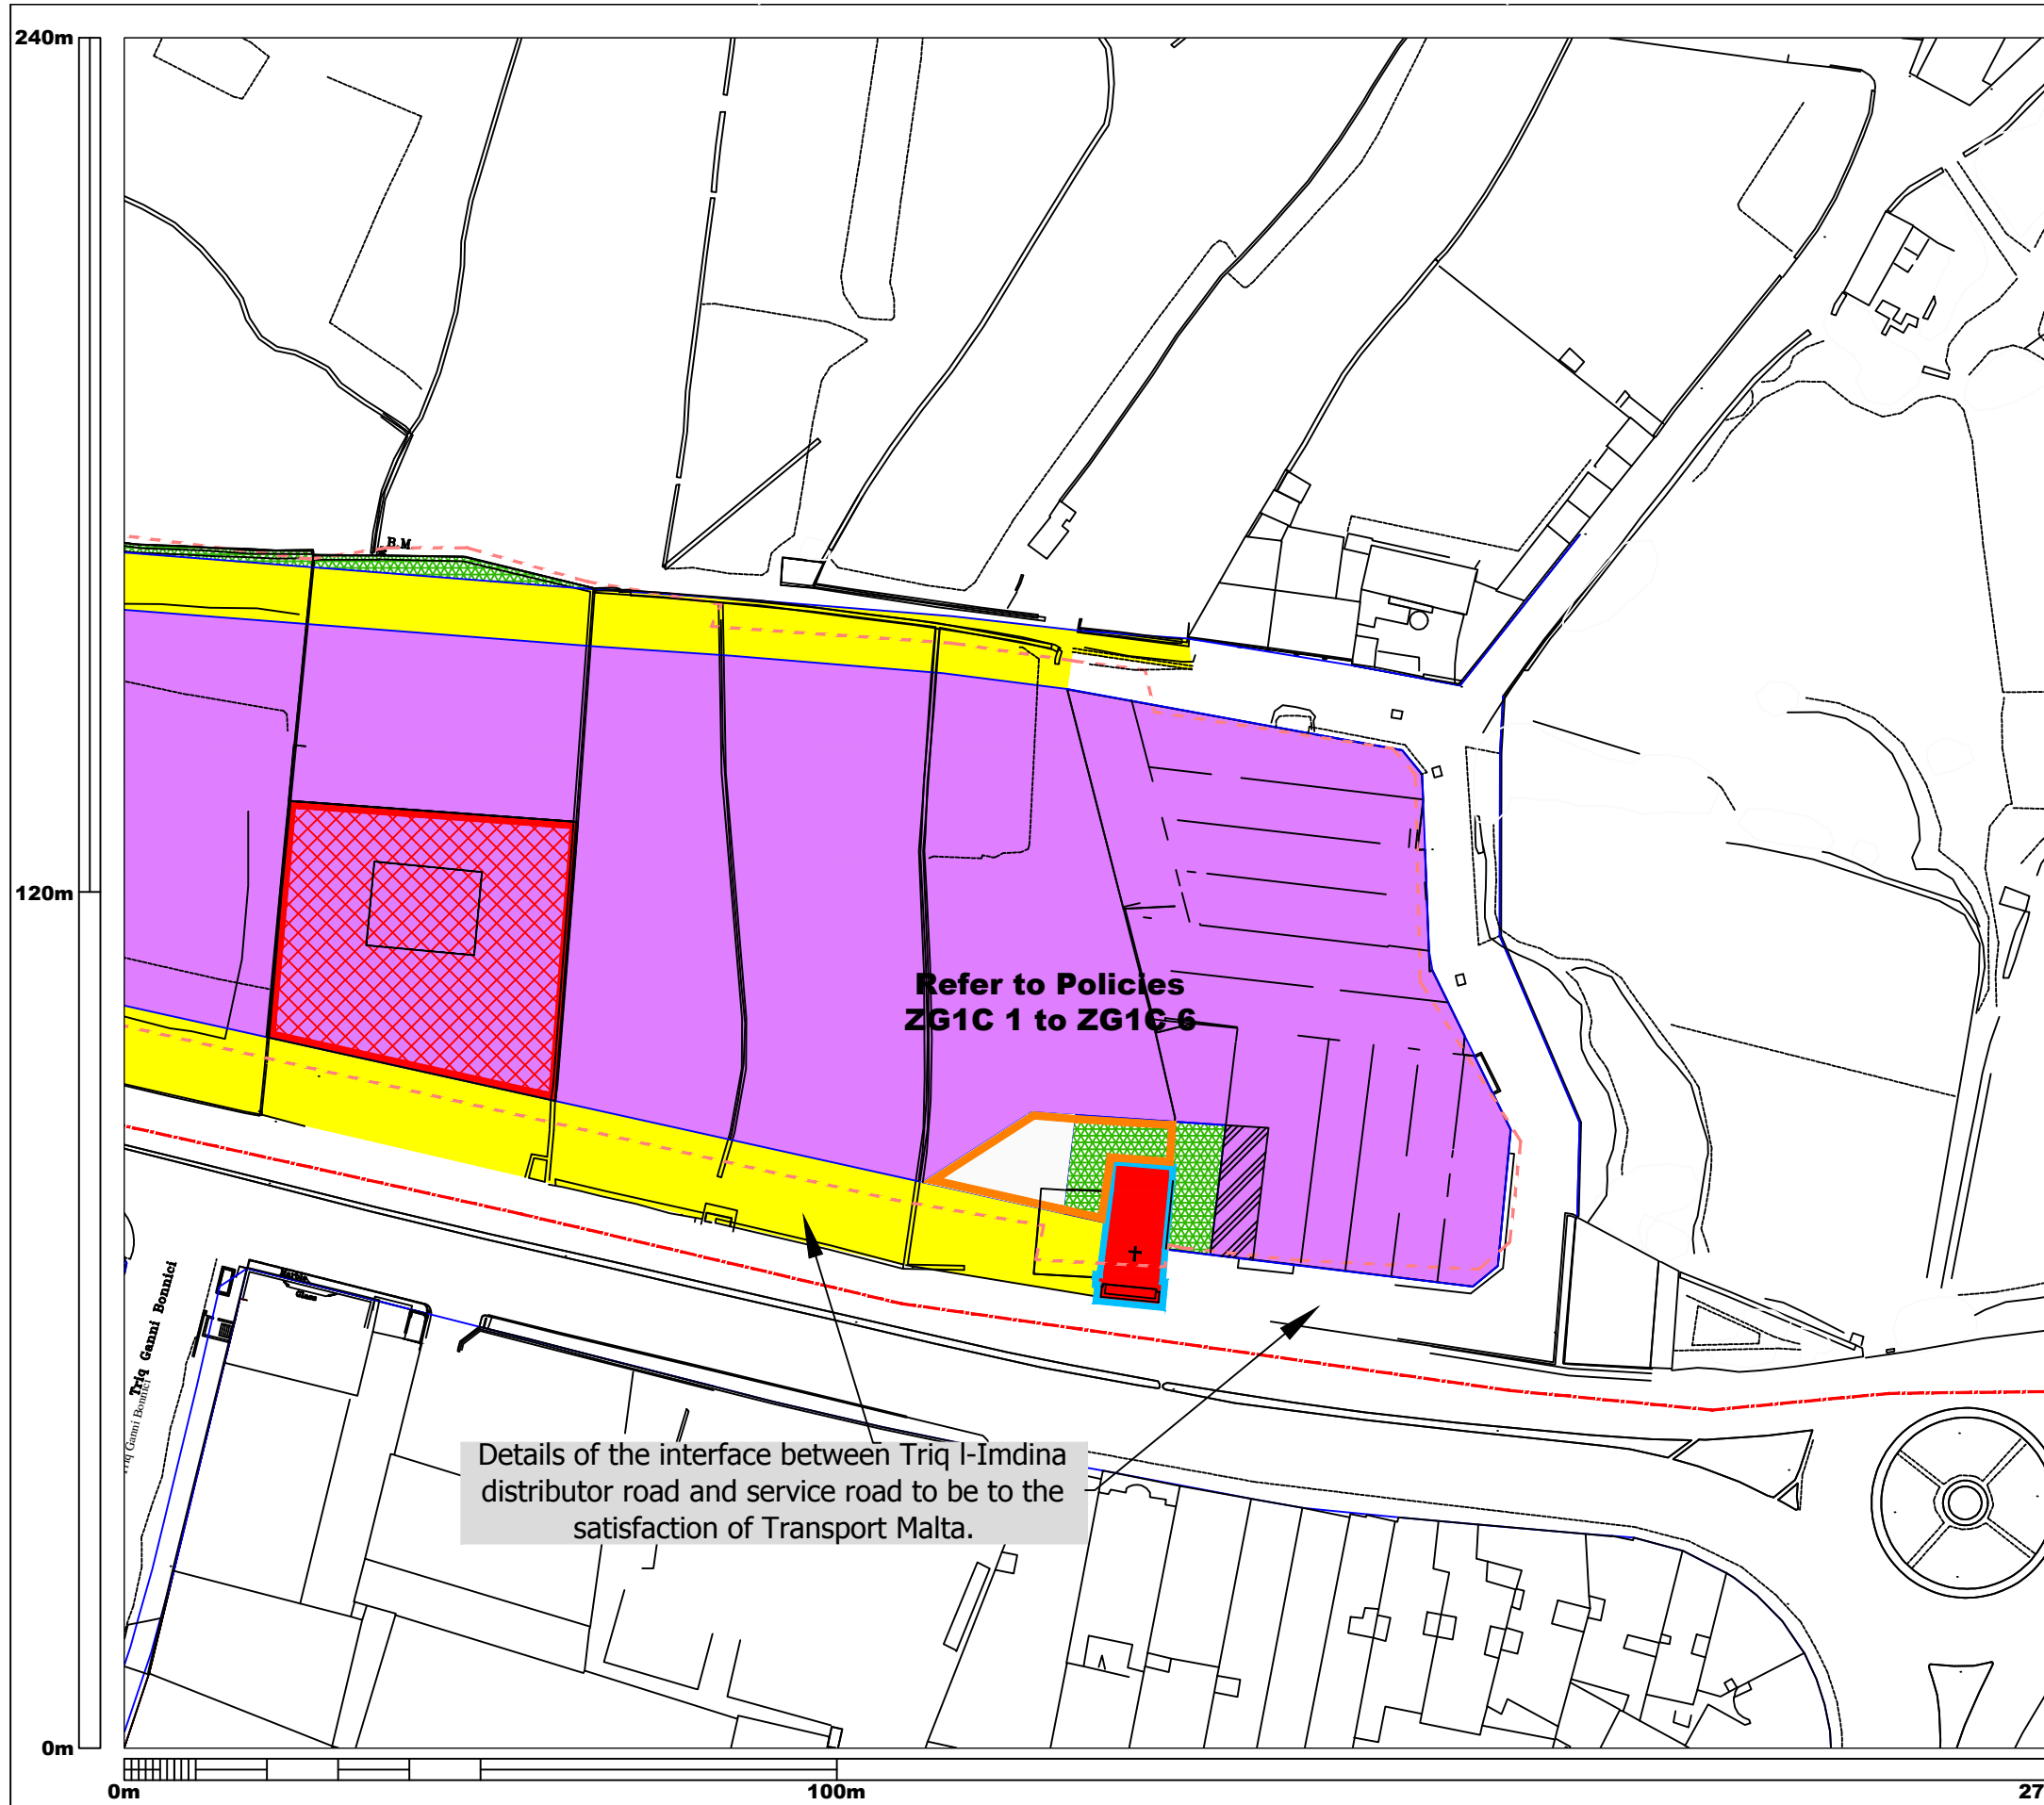 240m
B.M
120m
Refer to Policies
ZG1C 1 to ZG1C 6
Triq Ganni Bonnici
Triq Ganni Bonnici
Glass
Details of the interface between Triq l-Imdina
distributor road and service road to be to the
satisfaction of Transport Malta.
0m
0m
100m
27